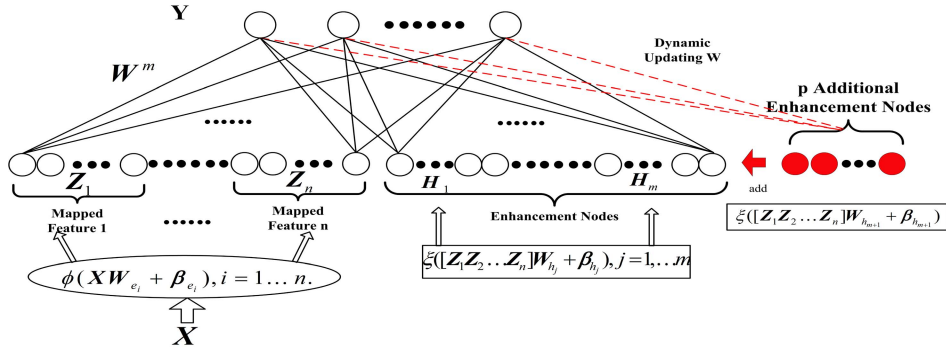 Y
Dynamic
Updating W
W^m
p Additional
Enhancement Nodes
Z_1
Z_n
H_1
H_m
add
Mapped
Feature 1
Mapped
Feature n
Enhancement Nodes
ξ([Z_1 Z_2 …Z_n]W_{h_{m+1}} + β_{h_{m+1}})
ξ([Z_1 Z_2 …Z_n]W_{h_j} + β_{h_j}), j=1,…m
ϕ(XW_{e_i} + β_{e_i}), i = 1…n.
X